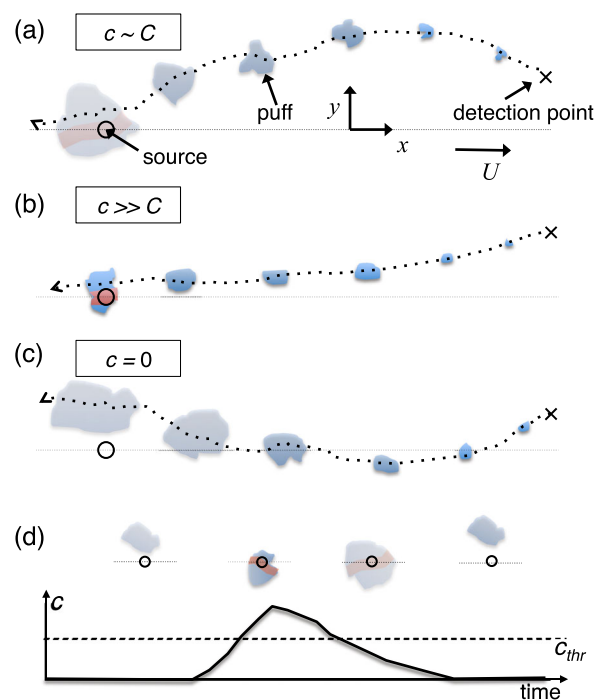 (a)
c ~ C
puff
y
detection point
source
x
U
(b)
c >> C
(c)
c = 0
(d)
c
c_thr
time